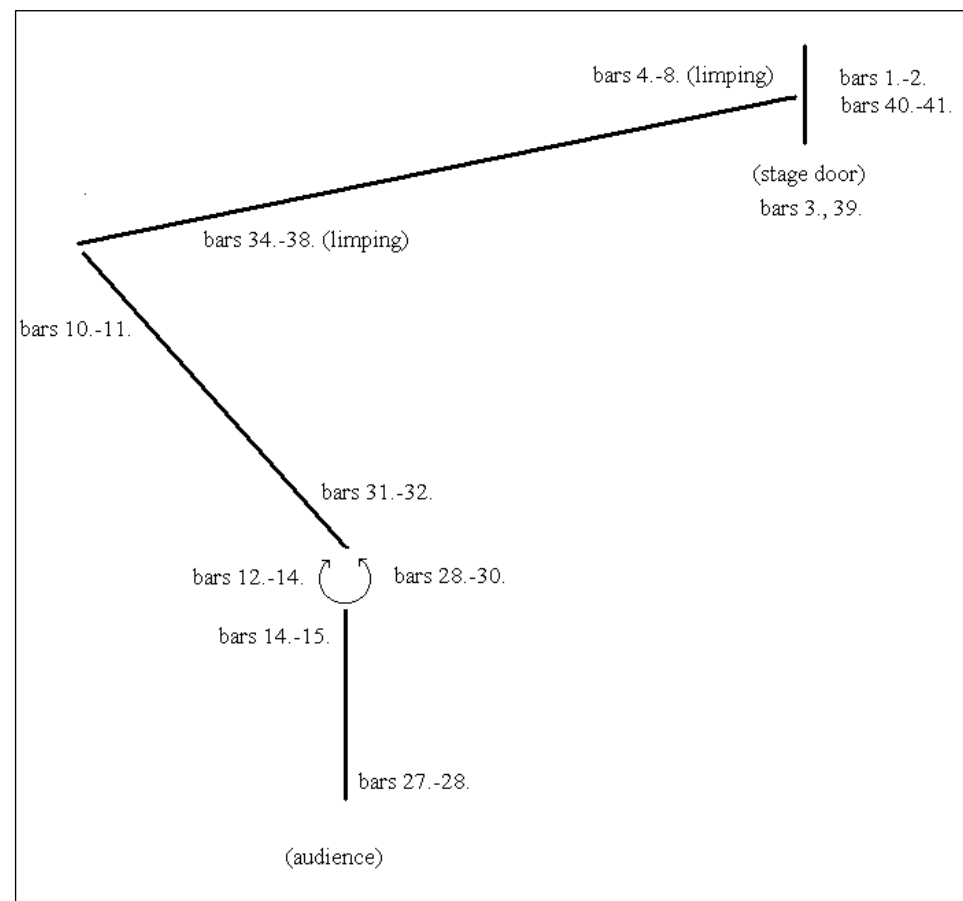 bars 4.-8. (limping)
bars 1.-2.
bars 40.-41.
(stage door)
bars 3., 39.
bars 34.-38. (limping)
bars 10.-11.
bars 31.-32.
bars 12.-14.
bars 28.-30.
bars 14.-15.
bars 27.-28.
(audience)